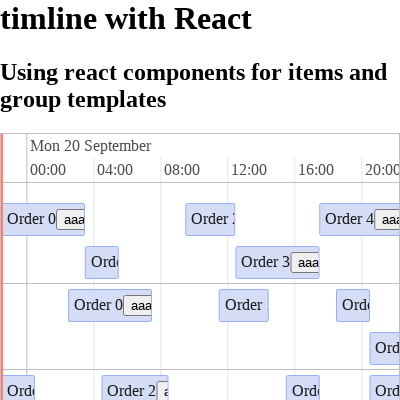 timline with React
Using react components for items and
group templates
Mon 20 September
00:00 04:00 08:00 12:00 16:00 20:00
Order 0 aaa Order Order 4 aaa
Order 3 aaa
Order 0 aaa Order
Order 2